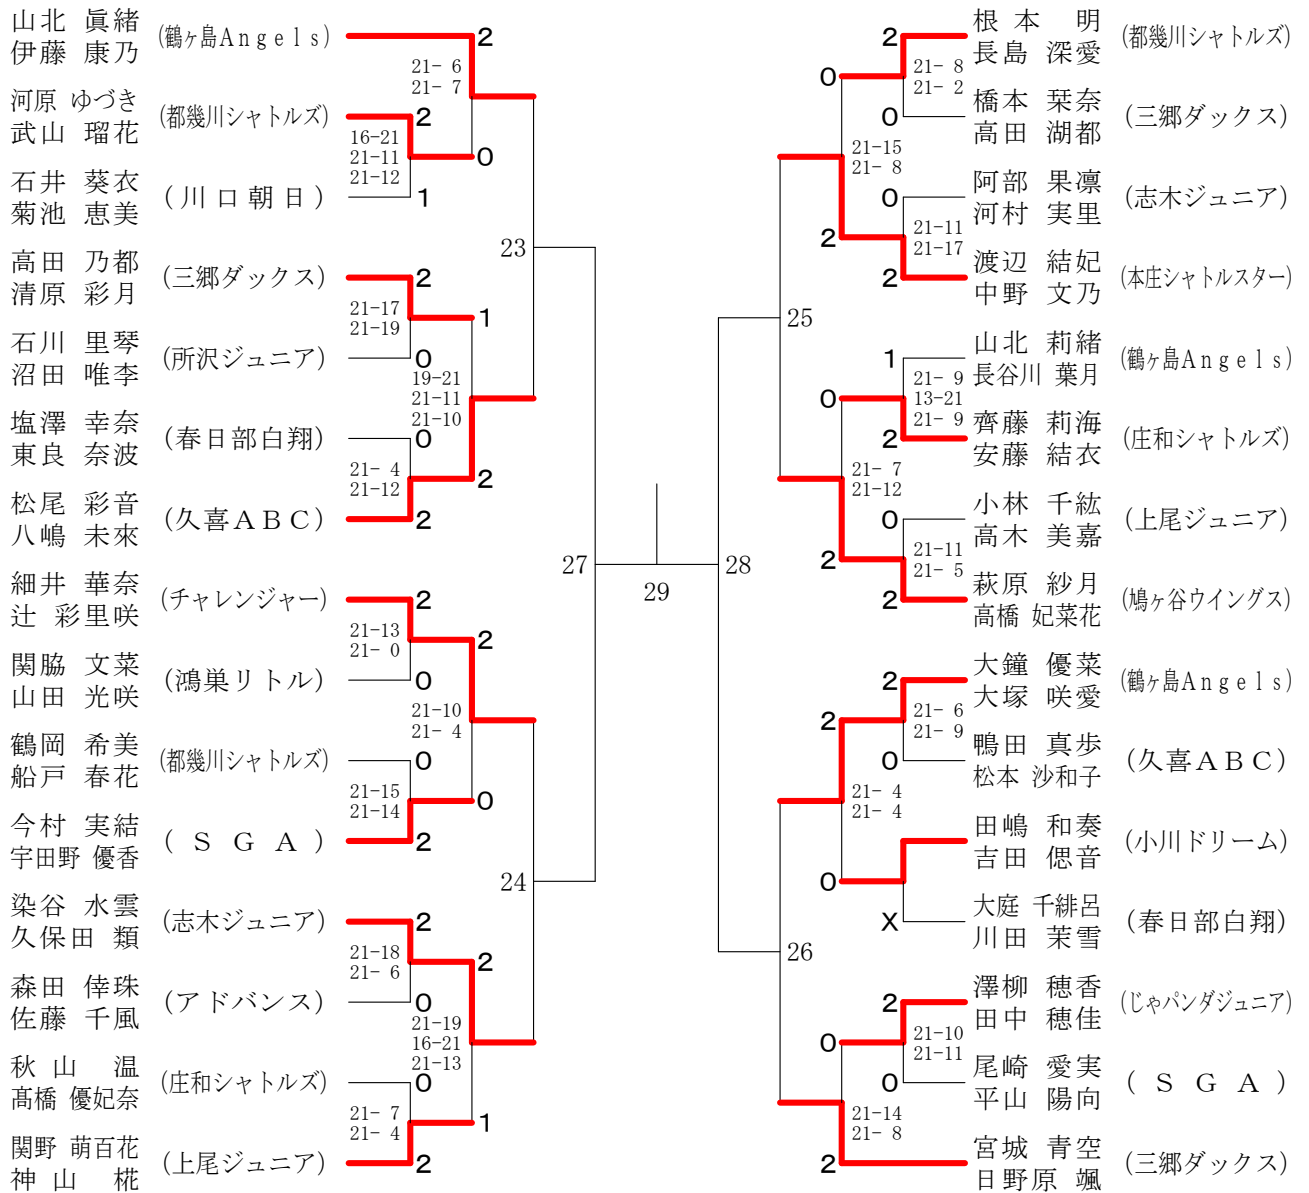 山北 眞緒
伊藤 康乃
(鶴ヶ島Angels)
2
21- 6
21- 7
河原 ゆづき
武山 瑠花
(都幾川シャトルズ)
2
16-21
21-11
21-12
0
石井 葵衣
菊池 恵美
(川口朝日)
1
23
高田 乃都
清原 彩月
(三郷ダックス)
2
21-17
21-19
1
石川 里琴
沼田 唯李
(所沢ジュニア)
0
19-21
21-11
21-10
塩澤 幸奈
東良 奈波
(春日部白翔)
0
21- 4
21-12
2
松尾 彩音
八嶋 未來
(久喜ABC)
2
27
細井 華奈
辻 彩里咲
(チャレンジャー)
2
21-13
21- 0
2
関脇 文菜
山田 光咲
(鴻巣リトル)
0
21-10
21- 4
鶴岡 希美
船戸 春花
(都幾川シャトルズ)
0
21-15
21-14
0
今村 実結
宇田野 優香
(SGA)
2
24
染谷 水雲
久保田 類
(志木ジュニア)
2
21-18
21- 6
2
森田 倖珠
佐藤 千風
(アドバンス)
0
21-19
16-21
21-13
秋山 温
髙橋 優妃奈
(庄和シャトルズ)
0
21- 7
21- 4
1
関野 萌百花
神山 椛
(上尾ジュニア)
2
29
28
根本 明
長島 深愛
(都幾川シャトルズ)
2
21- 8
21- 2
0
橋本 栞奈
高田 湖都
(三郷ダックス)
0
21-15
21- 8
阿部 果凛
河村 実里
(志木ジュニア)
0
21-11
21-17
2
渡辺 結妃
中野 文乃
(本庄シャトルスター)
2
25
山北 莉緒
長谷川 葉月
(鶴ヶ島Angels)
1
21- 9
13-21
21- 9
0
齊藤 莉海
安藤 結衣
(庄和シャトルズ)
2
21- 7
21-12
小林 千紘
高木 美嘉
(上尾ジュニア)
0
21-11
21- 5
2
萩原 紗月
高橋 妃菜花
(鳩ヶ谷ウイングス)
2
大鐘 優菜
大塚 咲愛
(鶴ヶ島Angels)
2
21- 6
21- 9
2
鴨田 真歩
松本 沙和子
(久喜ABC)
0
21- 4
21- 4
田嶋 和奏
吉田 偲音
(小川ドリーム)
0
大庭 千緋呂
川田 茉雪
(春日部白翔)
X
26
澤柳 穂香
田中 穂佳
(じゃパンダジュニア)
2
21-10
21-11
0
尾崎 愛実
平山 陽向
(SGA)
0
21-14
21- 8
宮城 青空
日野原 颯
(三郷ダックス)
2